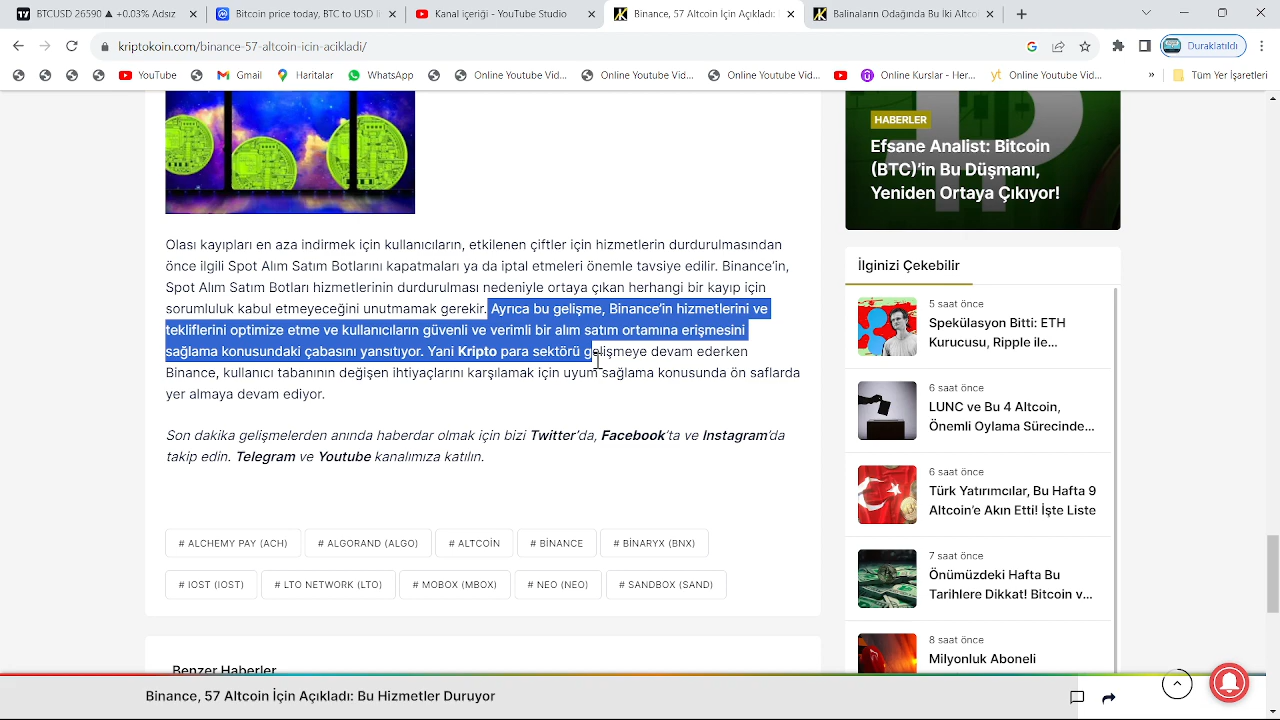 BTCUSD 26590 ▲ +0.03% Adsız
Bitcoin price today, BTC to USD li
Kanal içeriği - YouTube Studio
Binance, 57 Altcoin İçin Açıkladı:
Balinaların Odağında Bu İki Altco
kriptokoin.com/binance-57-altcoin-icin-acikladi/
Duraklatıldı
YouTube
Gmail
Haritalar
WhatsApp
Online Youtube Vid...
Online Youtube Vid...
Online Youtube Vid...
Online Kurslar - Her...
Online Youtube Vid...
»
Tüm Yer İşaretleri
Olası kayıpları en aza indirmek için kullanıcıların, etkilenen çiftler için hizmetlerin durdurulmasından
önce ilgili Spot Alım Satım Botlarını kapatmaları ya da iptal etmeleri önemle tavsiye edilir. Binance’in,
Spot Alım Satım Botları hizmetlerinin durdurulması nedeniyle ortaya çıkan herhangi bir kayıp için
sorumluluk kabul etmeyeceğini unutmamak gerekir. Ayrıca bu gelişme, Binance’in hizmetlerini ve
tekliflerini optimize etme ve kullanıcıların güvenli ve verimli bir alım satım ortamına erişmesini
sağlama konusundaki çabasını yansıtıyor. Yani Kripto para sektörü gelişmeye devam ederken
Binance, kullanıcı tabanının değişen ihtiyaçlarını karşılamak için uyum sağlama konusunda ön saflarda
yer almaya devam ediyor.
Son dakika gelişmelerden anında haberdar olmak için bizi Twitter’da, Facebook’ta ve Instagram’da
takip edin. Telegram ve Youtube kanalımıza katılın.
# ALCHEMY PAY (ACH)
# ALGORAND (ALGO)
# ALTCOİN
# BİNANCE
# BİNARYX (BNX)
# İOST (İOST)
# LTO NETWORK (LTO)
# MOBOX (MBOX)
# NEO (NEO)
# SANDBOX (SAND)
Benzer Haberler
HABERLER
Efsane Analist: Bitcoin
(BTC)’in Bu Düşmanı,
Yeniden Ortaya Çıkıyor!
İlginizi Çekebilir
5 saat önce
Spekülasyon Bitti: ETH
Kurucusu, Ripple ile...
6 saat önce
LUNC ve Bu 4 Altcoin,
Önemli Oylama Sürecinde...
6 saat önce
Türk Yatırımcılar, Bu Hafta 9
Altcoin’e Akın Etti! İşte Liste
7 saat önce
Önümüzdeki Hafta Bu
Tarihlere Dikkat! Bitcoin v...
8 saat önce
Milyonluk Aboneli
Binance, 57 Altcoin İçin Açıkladı: Bu Hizmetler Duruyor